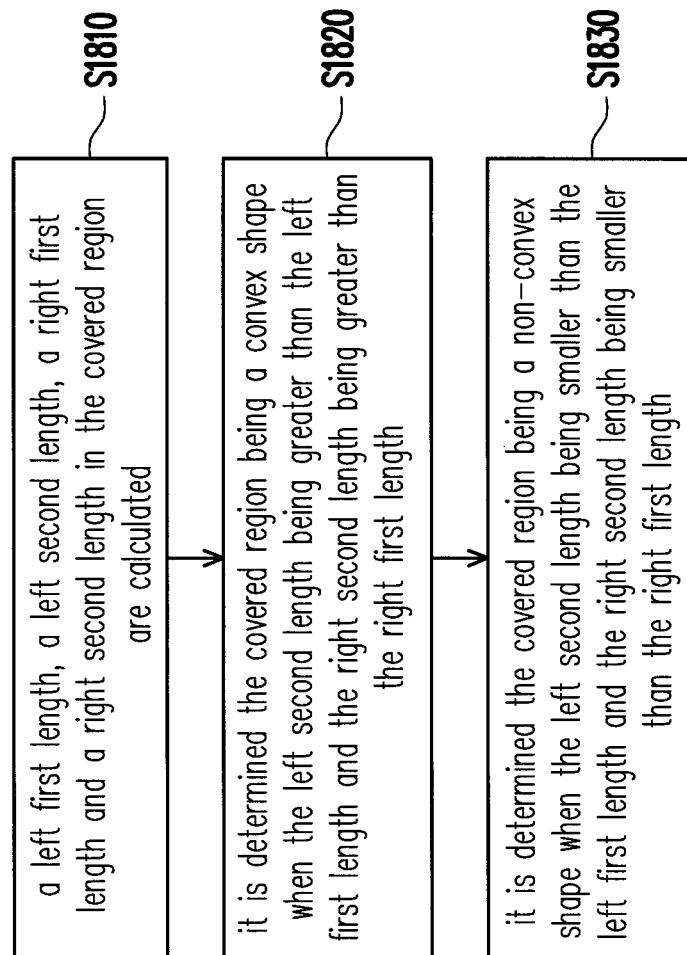 a left first length, a left second length, a right first
length and a right second length in the covered region
are calculated
S1810
it is determined the covered region being a convex shape
when the left second length being greater than the left
first length and the right second length being greater than
the right first length
S1820
it is determined the covered region being a non-convex
shape when the left second length being smaller than the
left first length and the right second length being smaller
than the right first length
S1830